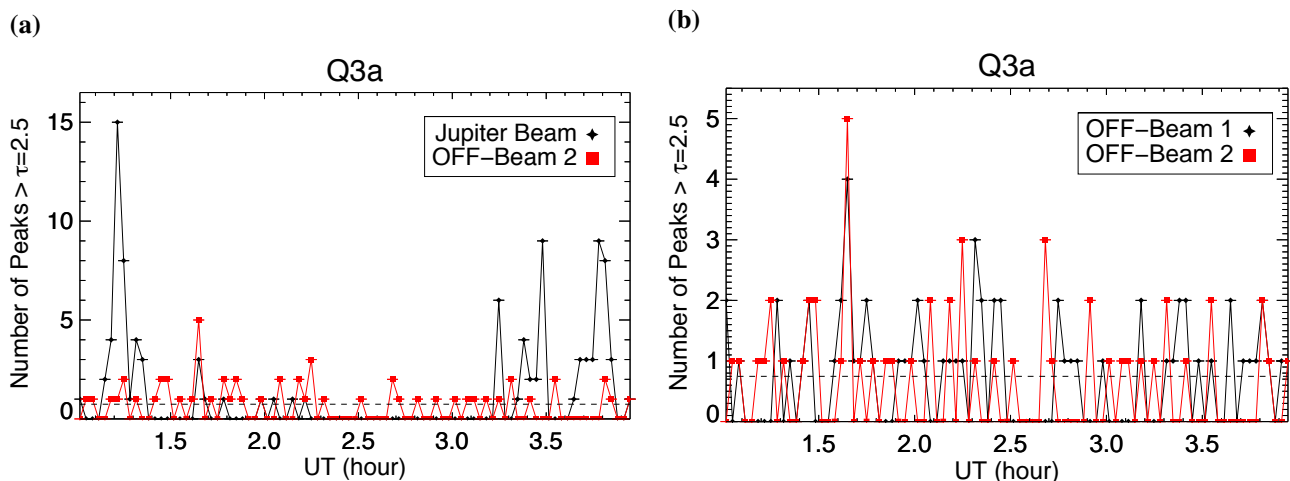 (a)
Q3a
Number of Peaks > τ=2.5
15
10
5
0
Jupiter Beam
OFF−Beam 2
1.5 2.0 2.5 3.0 3.5
UT (hour)
(b)
Q3a
Number of Peaks > τ=2.5
5
4
3
2
1
0
OFF−Beam 1
OFF−Beam 2
1.5 2.0 2.5 3.0 3.5
UT (hour)